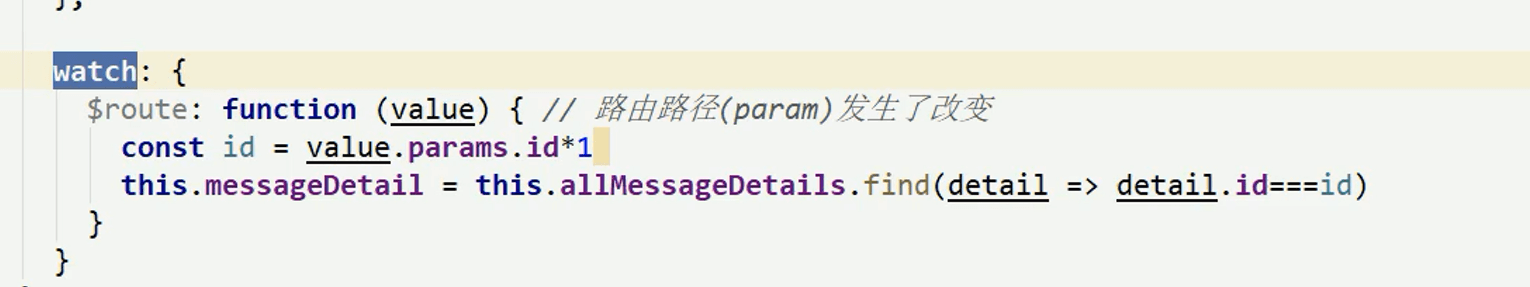 watch: {
$route: function (value) { // 路由路径(param)发生了改变
const id = value.params.id*1
this.messageDetail = this.allMessageDetails.find(detail => detail.id===id)
}
}